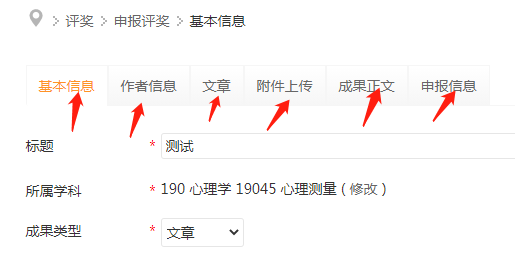 评奖 > 申报评奖 > 基本信息
基本信息 作者信息 文章 附件上传 成果正文 申报信息
标题 * 测试
所属学科 * 190 心理学 19045 心理测量 ( 修改 )
成果类型 * 文章